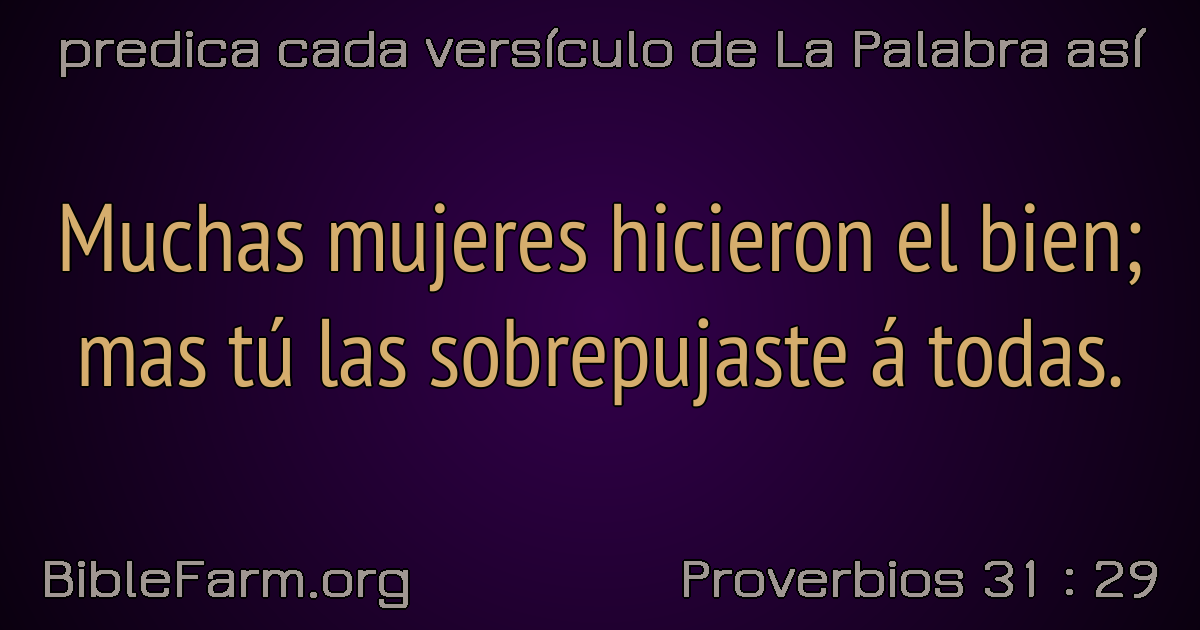 predica cada versículo de La Palabra así
Muchas mujeres hicieron el bien;
mas tú las sobrepujaste á todas.
BibleFarm.org
Proverbios 31 : 29